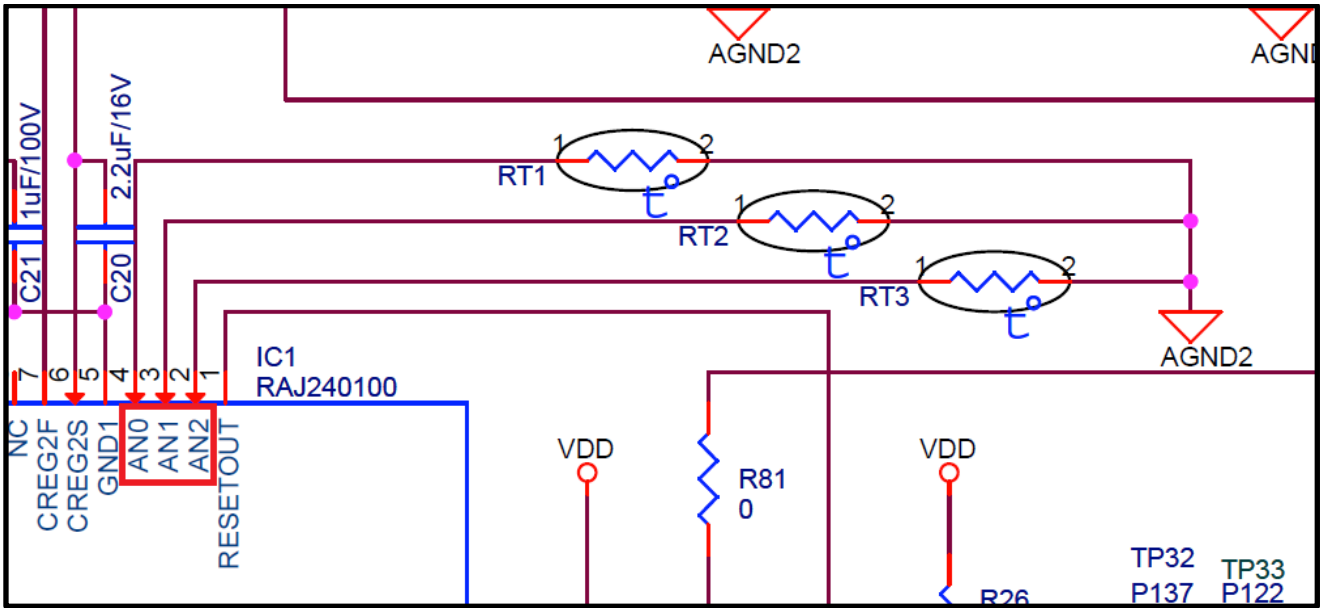 AGND2
1uF/100V
2.2uF/16V
1
2
RT1
t°
1
2
RT2
t°
1
2
RT3
t°
C21
C20
AGND2
7
6
5
4
3
2
1
IC1
RAJ240100
NC
CREG2F
CREG2S
GND1
AN0
AN1
AN2
RESETOUT
VDD
R81
0
VDD
R26
TP32
P137
TP33
P122